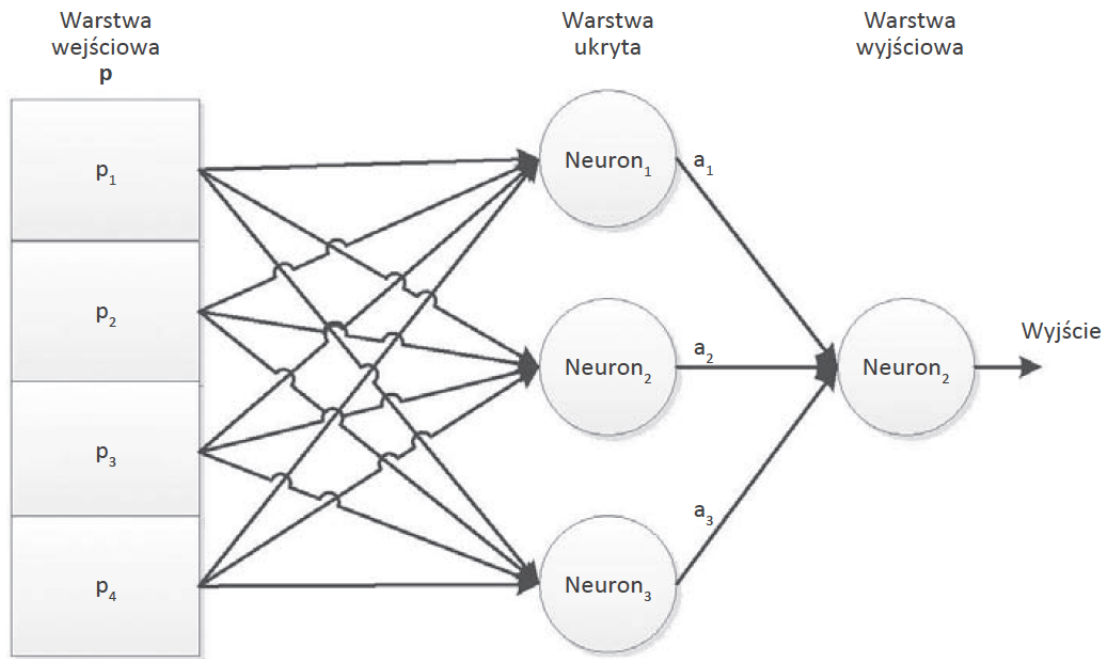 Warstwa
wejściowa
p
Warstwa
ukryta
Warstwa
wyjściowa
p₁
p₂
p₃
p₄
Neuron₁
Neuron₂
Neuron₃
a₁
a₂
a₃
Neuron₂
Wyjście